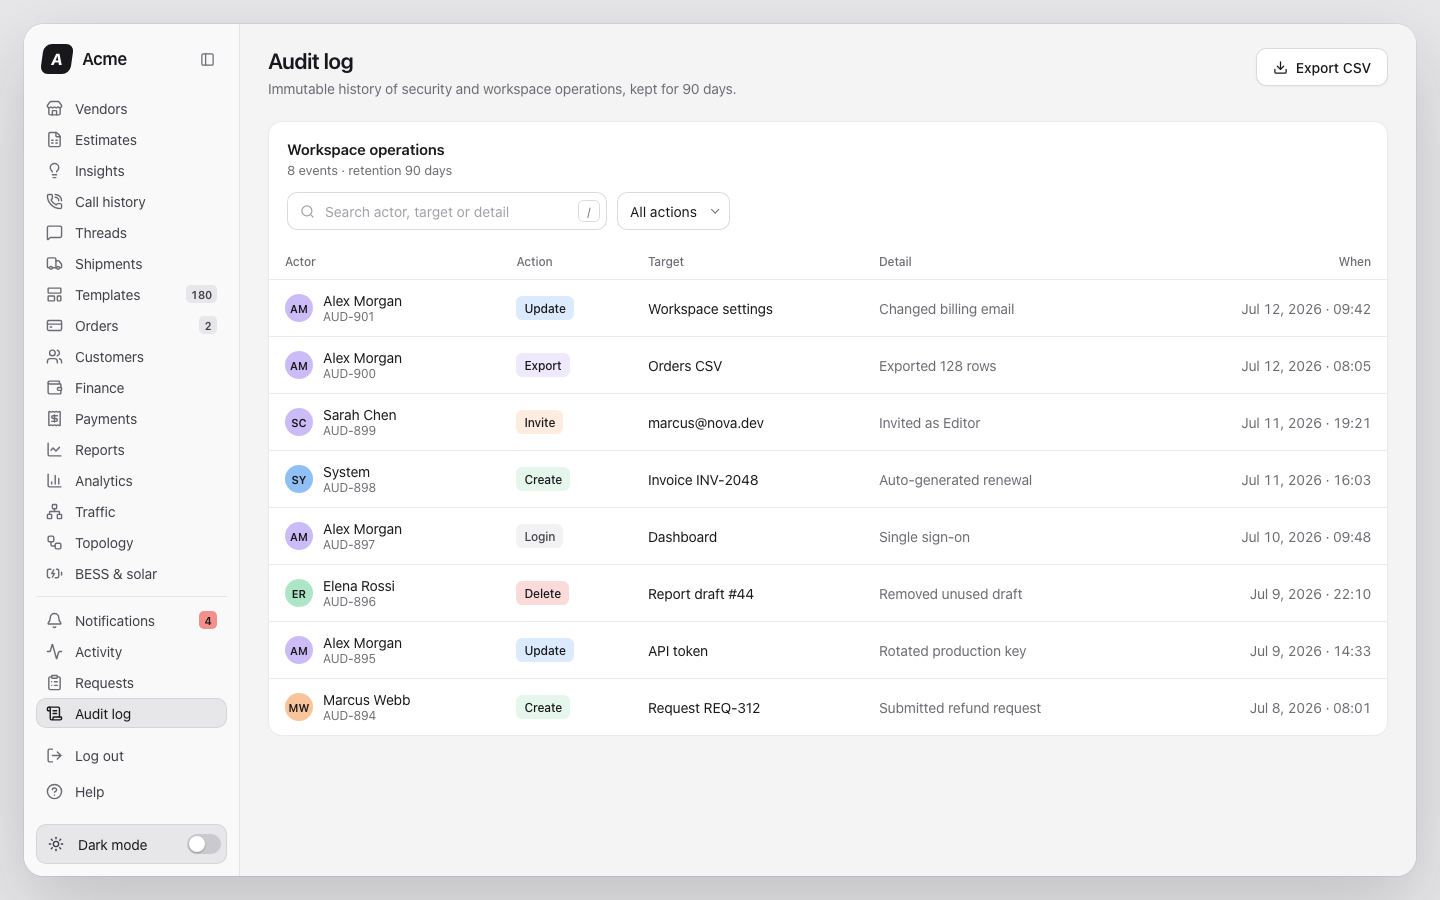 A Acme
Vendors
Estimates
Insights
Call history
Threads
Shipments
Templates 180
Orders 2
Customers
Finance
Payments
Reports
Analytics
Traffic
Topology
BESS & solar
Notifications 4
Activity
Requests
Audit log
Log out
Help
Dark mode
Audit log
Immutable history of security and workspace operations, kept for 90 days.
Export CSV
Workspace operations
8 events · retention 90 days
Search actor, target or detail /
All actions
Actor Action Target Detail When
AM Alex Morgan AUD-901 Update Workspace settings Changed billing email Jul 12, 2026 · 09:42
AM Alex Morgan AUD-900 Export Orders CSV Exported 128 rows Jul 12, 2026 · 08:05
SC Sarah Chen AUD-899 Invite marcus@nova.dev Invited as Editor Jul 11, 2026 · 19:21
SY System AUD-898 Create Invoice INV-2048 Auto-generated renewal Jul 11, 2026 · 16:03
AM Alex Morgan AUD-897 Login Dashboard Single sign-on Jul 10, 2026 · 09:48
ER Elena Rossi AUD-896 Delete Report draft #44 Removed unused draft Jul 9, 2026 · 22:10
AM Alex Morgan AUD-895 Update API token Rotated production key Jul 9, 2026 · 14:33
MW Marcus Webb AUD-894 Create Request REQ-312 Submitted refund request Jul 8, 2026 · 08:01